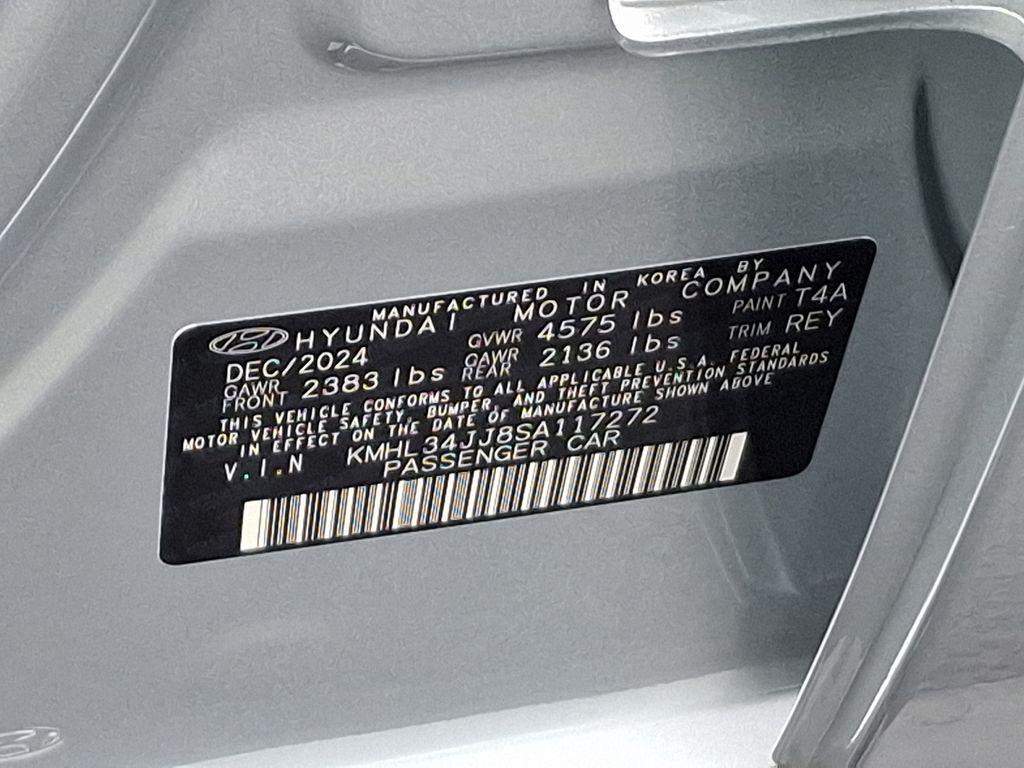 MANUFACTURED IN KOREA BY
HYUNDAI MOTOR COMPANY
DEC/2024 GVWR 4575 lbs PAINT T4A
GAWR FRONT 2383 lbs GAWR REAR 2136 lbs TRIM REY
THIS VEHICLE CONFORMS TO ALL APPLICABLE U.S.A. FEDERAL
MOTOR VEHICLE SAFETY, BUMPER, AND THEFT PREVENTION STANDARDS
IN EFFECT ON THE DATE OF MANUFACTURE SHOWN ABOVE
V.I.N KMHL34JJ8SA117272
PASSENGER CAR